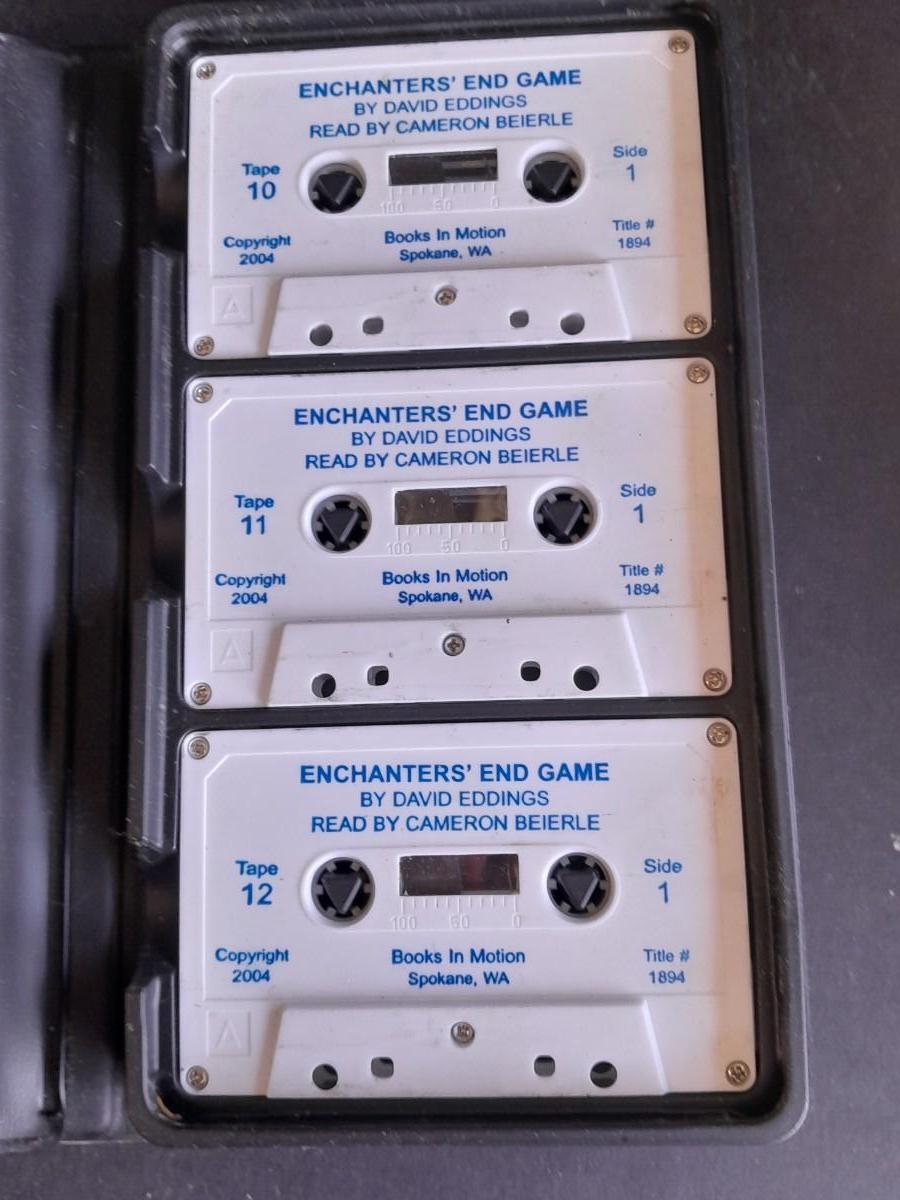 ENCHANTERS' END GAME
BY DAVID EDDINGS
READ BY CAMERON BEIERLE
Tape
10
Side
1
100 50 0
Copyright
2004
Books In Motion
Spokane, WA
Title #
1894
A
ENCHANTERS' END GAME
BY DAVID EDDINGS
READ BY CAMERON BEIERLE
Tape
11
Side
1
100 50 0
Copyright
2004
Books In Motion
Spokane, WA
Title #
1894
A
ENCHANTERS' END GAME
BY DAVID EDDINGS
READ BY CAMERON BEIERLE
Tape
12
Side
1
100 50 0
Copyright
2004
Books In Motion
Spokane, WA
Title #
1894
A